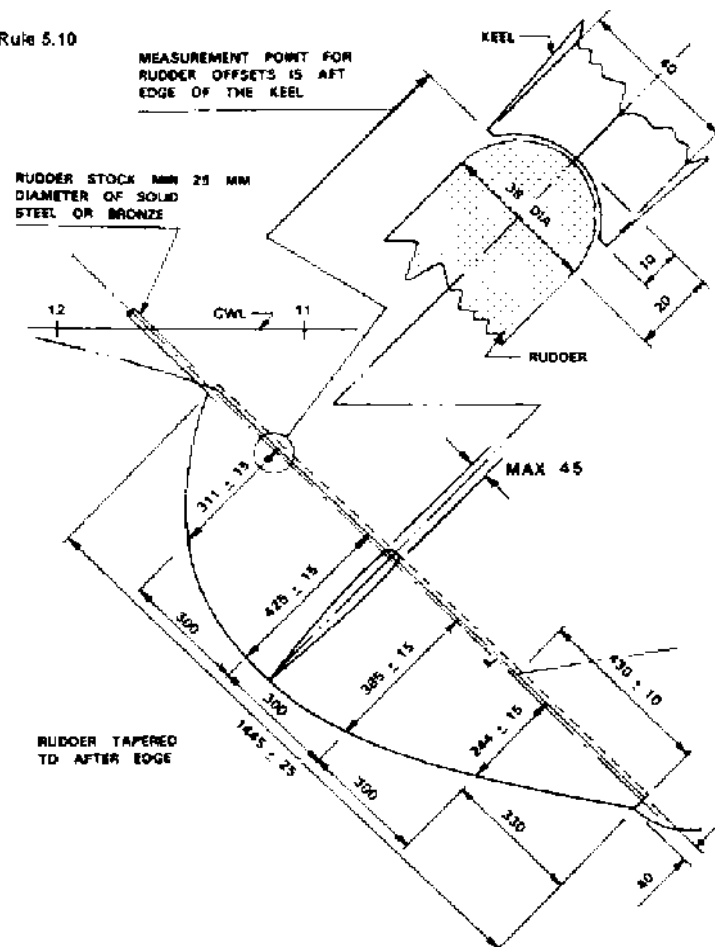 Rule 5.10
MEASUREMENT POINT FOR
RUDDER OFFSETS IS AFT
EDGE OF THE KEEL
KEEL
40
RUDDER STOCK MIN 25 MM
DIAMETER OF SOLID
STEEL OR BRONZE
38 DIA
10
20
RUDDER
12
CWL
11
MAX 45
311 ± 15
425 ± 15
385 ± 15
244 ± 15
430 ± 10
300
300
300
330
1445 ± 25
40
RUDDER TAPERED
TO AFTER EDGE